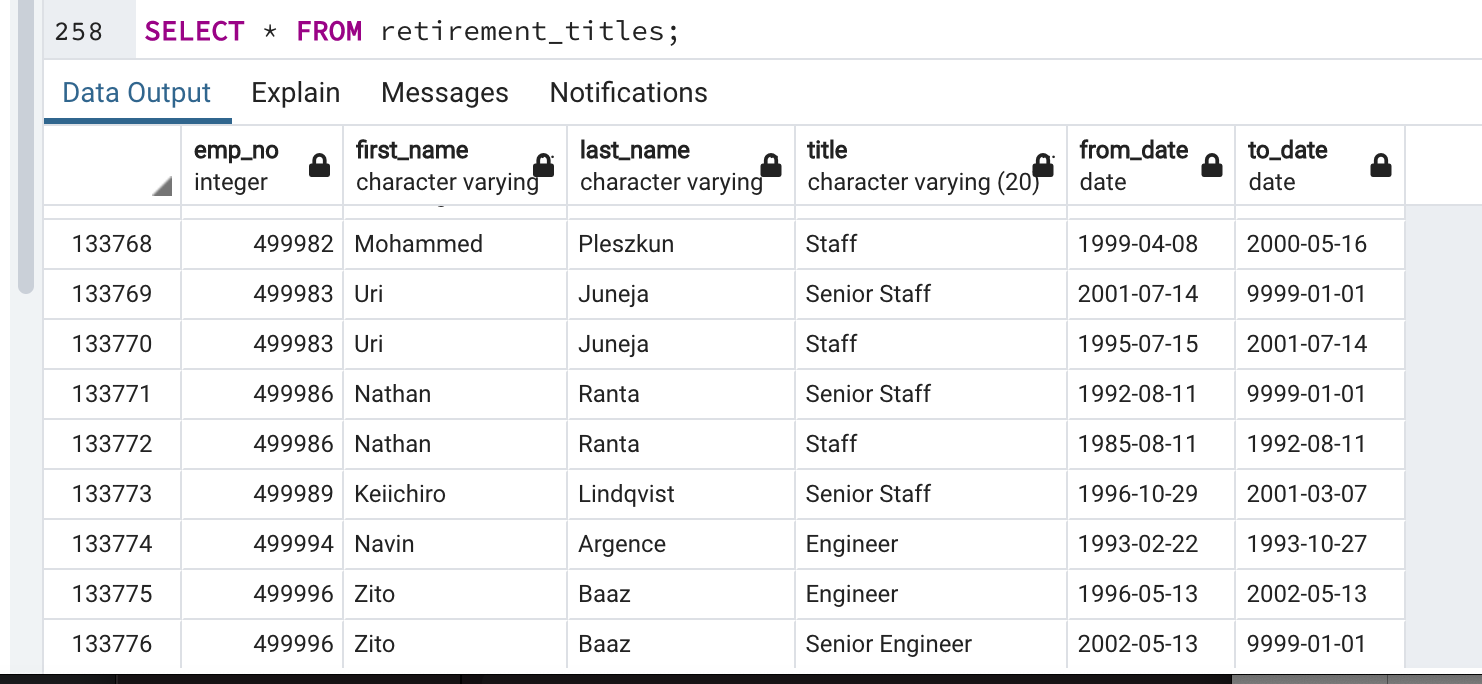 258 SELECT * FROM retirement_titles;
Data Output Explain Messages Notifications
emp_no first_name last_name title from_date to_date
integer character varying character varying character varying (20) date date
133768 499982 Mohammed Pleszkun Staff 1999-04-08 2000-05-16
133769 499983 Uri Juneja Senior Staff 2001-07-14 9999-01-01
133770 499983 Uri Juneja Staff 1995-07-15 2001-07-14
133771 499986 Nathan Ranta Senior Staff 1992-08-11 9999-01-01
133772 499986 Nathan Ranta Staff 1985-08-11 1992-08-11
133773 499989 Keiichiro Lindqvist Senior Staff 1996-10-29 2001-03-07
133774 499994 Navin Argence Engineer 1993-02-22 1993-10-27
133775 499996 Zito Baaz Engineer 1996-05-13 2002-05-13
133776 499996 Zito Baaz Senior Engineer 2002-05-13 9999-01-01